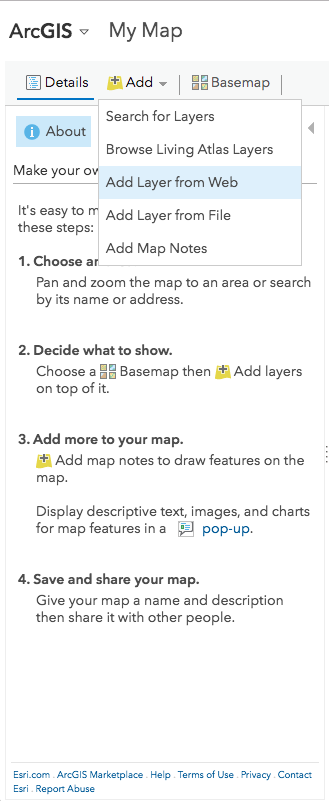 ArcGIS My Map
Details Add Basemap
About
Search for Layers
Browse Living Atlas Layers
Add Layer from Web
Add Layer from File
Add Map Notes
Make your ow
It's easy to m
these steps:
1. Choose an
Pan and zoom the map to an area or search
by its name or address.
2. Decide what to show.
Choose a Basemap then Add layers
on top of it.
3. Add more to your map.
Add map notes to draw features on the
map.
Display descriptive text, images, and charts
for map features in a pop-up.
4. Save and share your map.
Give your map a name and description
then share it with other people.
Esri.com . ArcGIS Marketplace . Help . Terms of Use . Privacy . Contact
Esri . Report Abuse